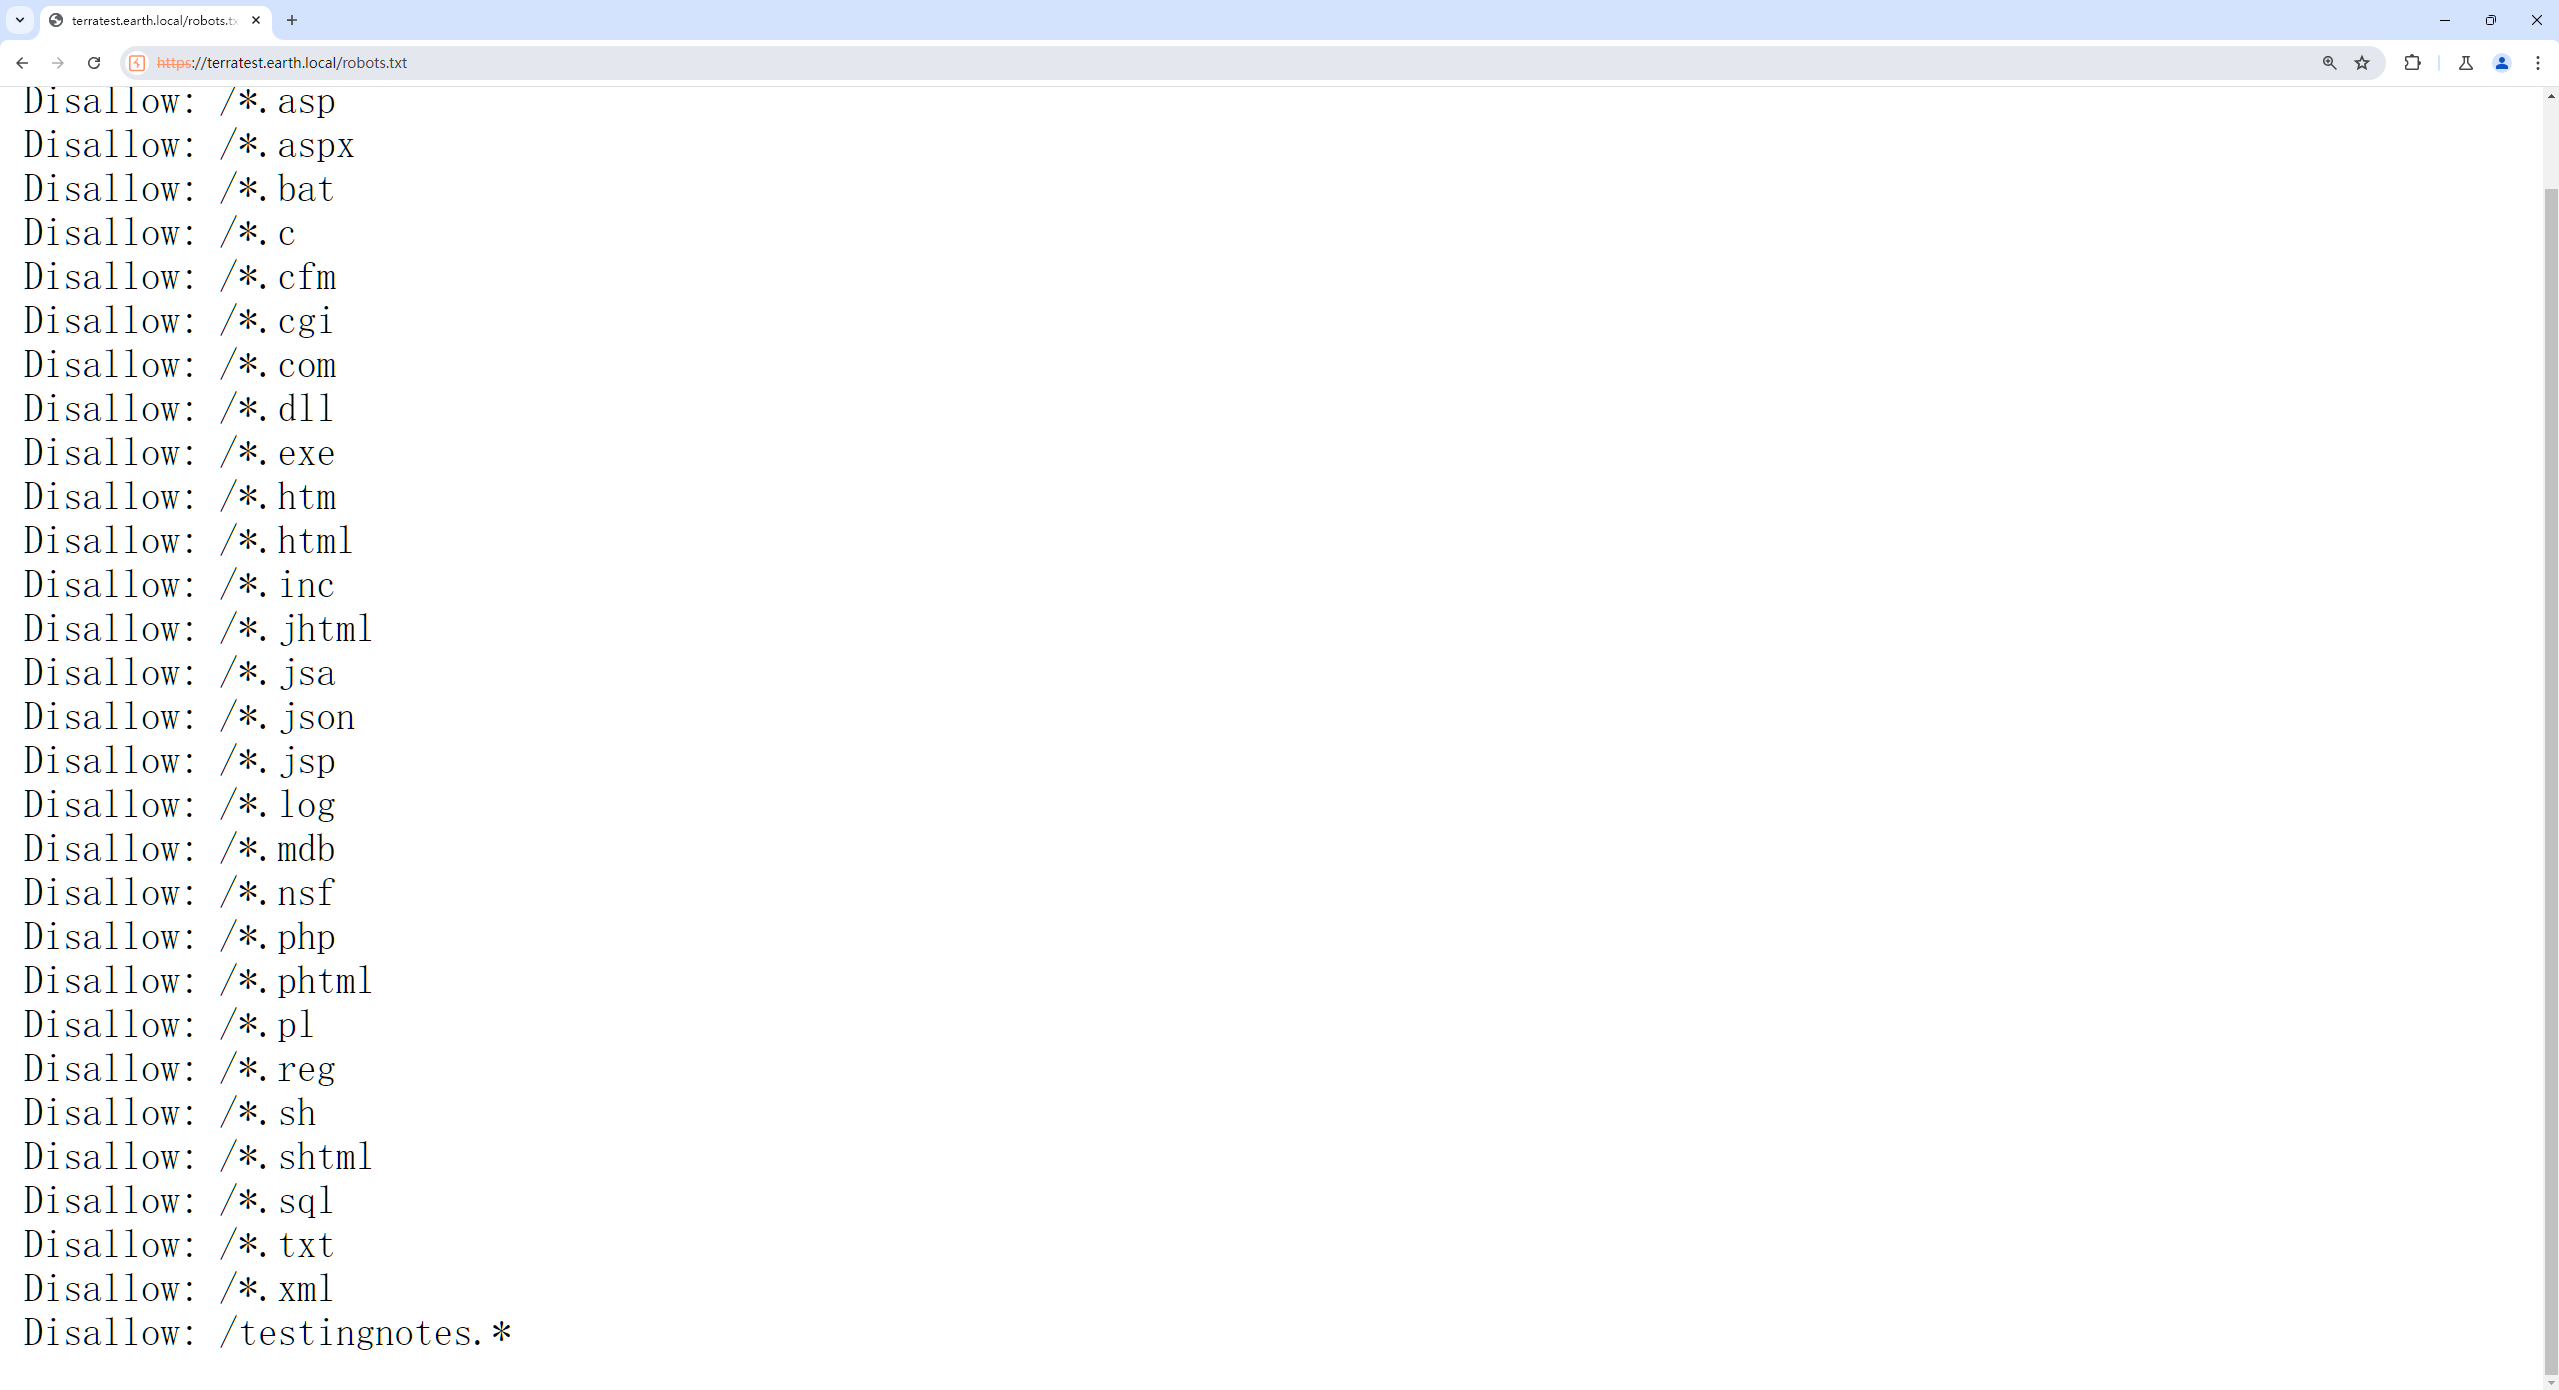 terratest.earth.local/robots.tx
https://terratest.earth.local/robots.txt
Disallow: /*.asp
Disallow: /*.aspx
Disallow: /*.bat
Disallow: /*.c
Disallow: /*.cfm
Disallow: /*.cgi
Disallow: /*.com
Disallow: /*.dll
Disallow: /*.exe
Disallow: /*.htm
Disallow: /*.html
Disallow: /*.inc
Disallow: /*.jhtml
Disallow: /*.jsa
Disallow: /*.json
Disallow: /*.jsp
Disallow: /*.log
Disallow: /*.mdb
Disallow: /*.nsf
Disallow: /*.php
Disallow: /*.phtml
Disallow: /*.pl
Disallow: /*.reg
Disallow: /*.sh
Disallow: /*.shtml
Disallow: /*.sql
Disallow: /*.txt
Disallow: /*.xml
Disallow: /testingnotes.*